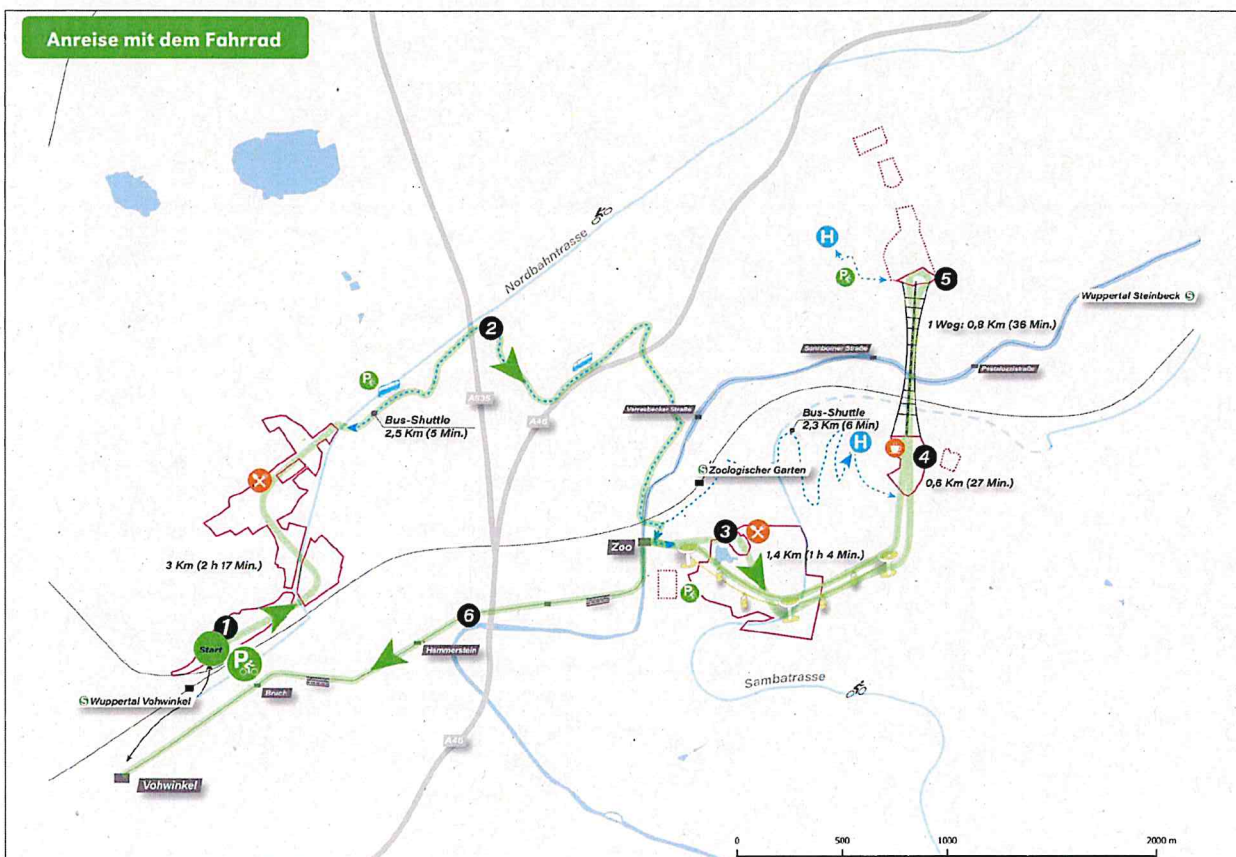 Anreise mit dem Fahrrad
Nordbahntrasse
H
P
5
Wuppertal Steinbeck S
1 Weg: 0,8 Km (36 Min.)
2
P
A535
A46
Bus-Shuttle
2,5 Km (5 Min.)
Varresbecker Straße
Pestalozzistraße
Bus-Shuttle
2,3 Km (6 Min)
H
4
0,6 Km (27 Min.)
S Zoologischer Garten
3
Zoo
1,4 Km (1 h 4 Min.)
3 Km (2 h 17 Min.)
P
6
1
Start
P
Hammerstein
Bruch
Sambatrasse
S Wuppertal Vohwinkel
A46
Vohwinkel
0 500 1000 2000 m